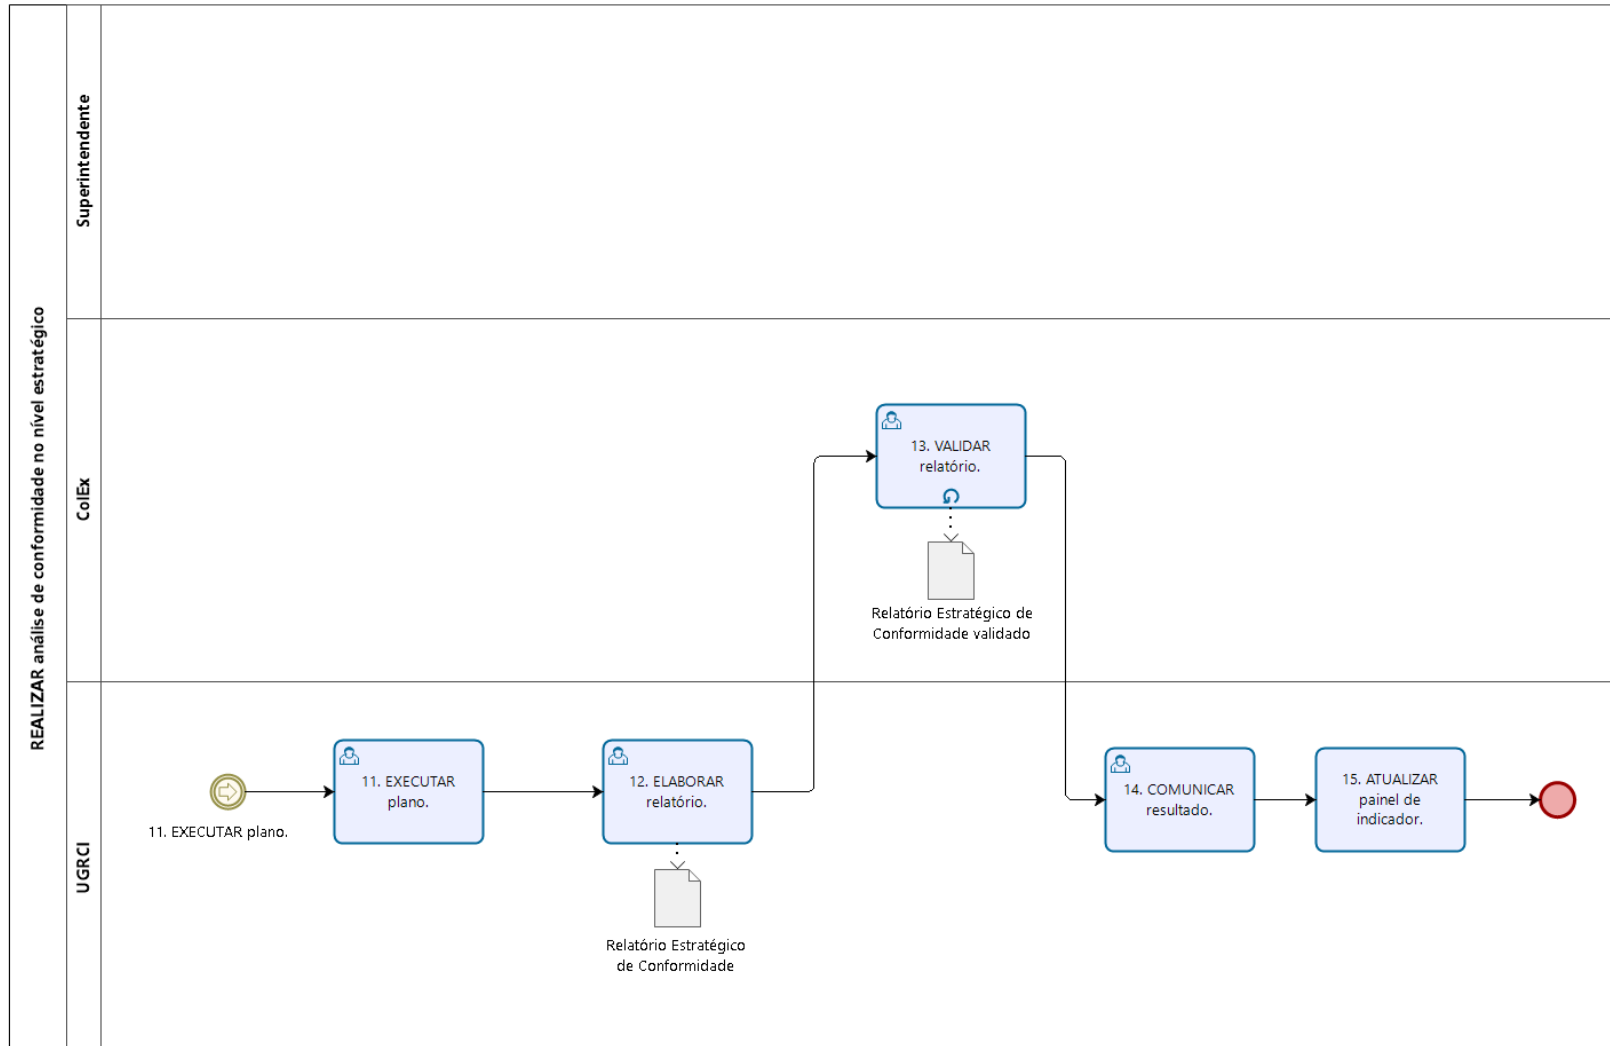 REALIZAR análise de conformidade no nível estratégico
Superintendente
ColEx
13. VALIDAR
relatório.
Relatório Estratégico de
Conformidade validado
UGRCI
11. EXECUTAR plano.
11. EXECUTAR
plano.
12. ELABORAR
relatório.
Relatório Estratégico
de Conformidade
14. COMUNICAR
resultado.
15. ATUALIZAR
painel de
indicador.